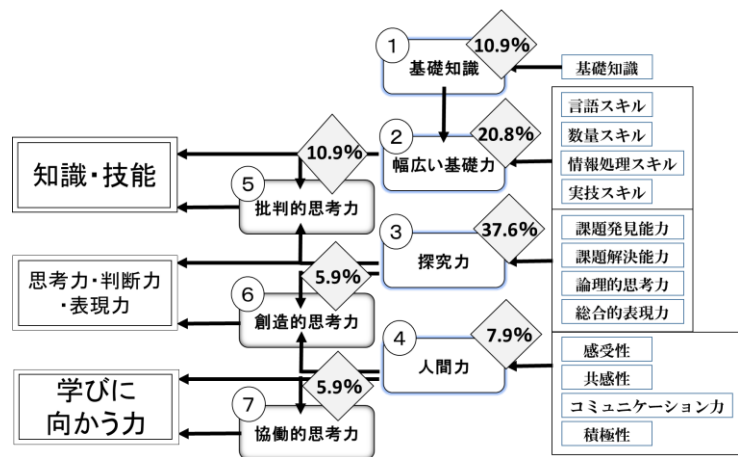 ①
10.9%
基礎知識
基礎知識
言語スキル
②
20.8%
数量スキル
10.9%
幅広い基礎力
情報処理スキル
知識・技能
実技スキル
⑤
批判的思考力
③
37.6%
課題発見能力
思考力・判断力
・表現力
5.9%
探究力
課題解決能力
⑥
論理的思考力
創造的思考力
総合的表現力
④
7.9%
感受性
学びに
向かう力
5.9%
人間力
共感性
⑦
コミュニケーション力
協働的思考力
積極性